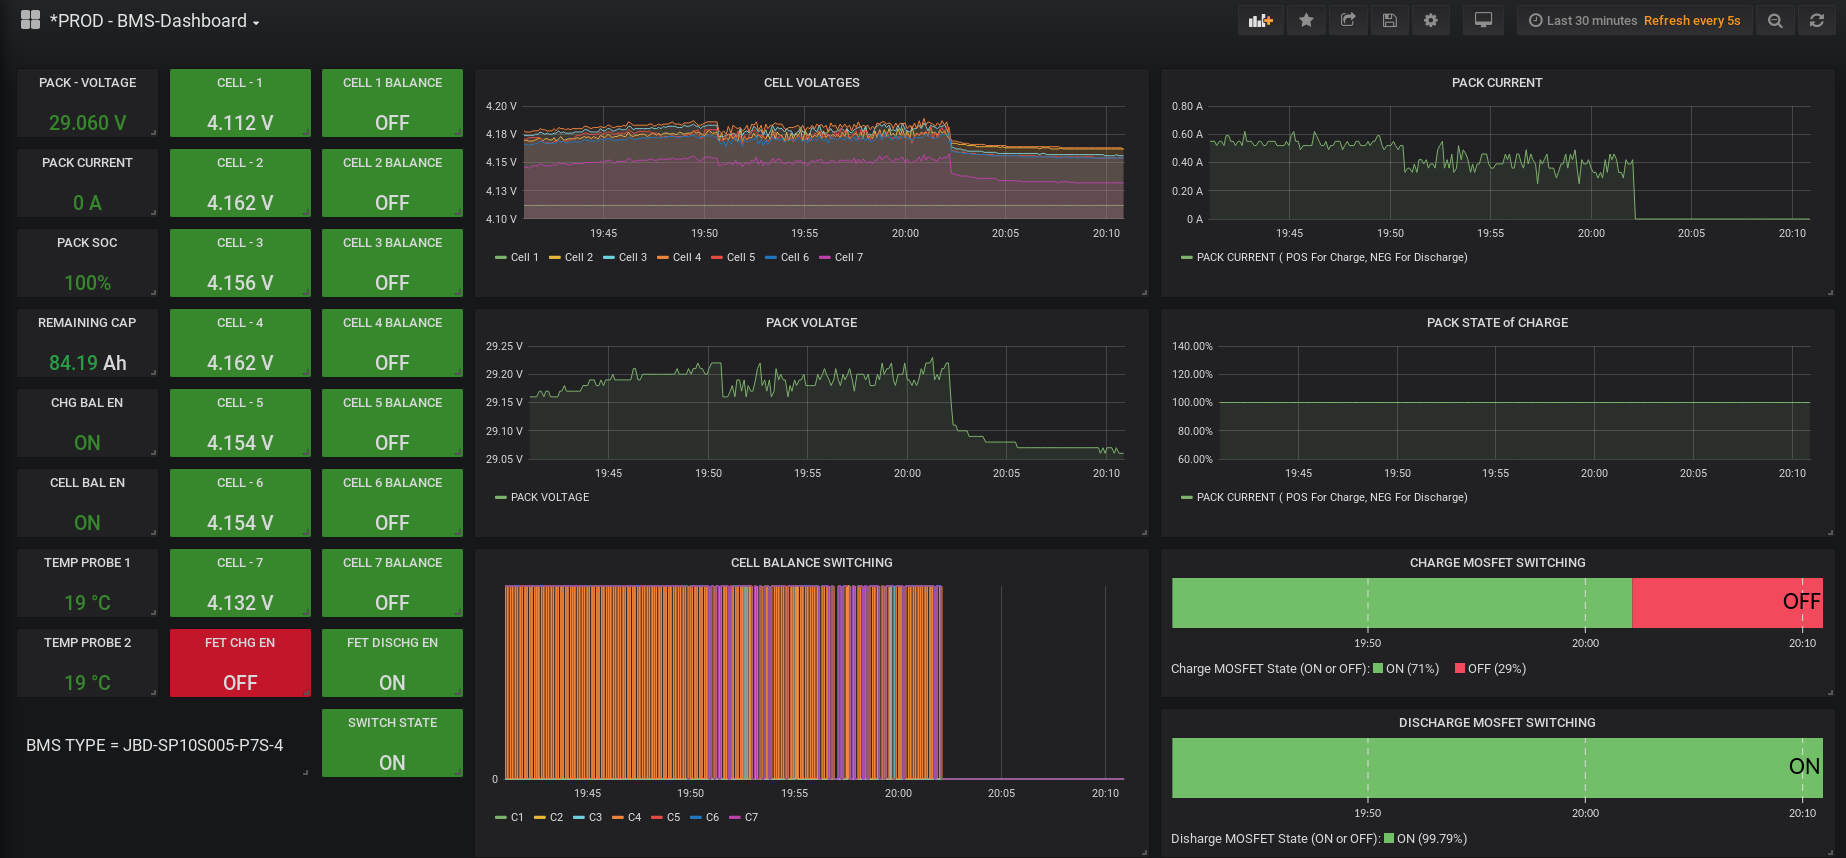 *PROD - BMS-Dashboard
Last 30 minutes Refresh every 5s
PACK - VOLTAGE
29.060 V
CELL - 1
4.112 V
CELL 1 BALANCE
OFF
PACK CURRENT
0 A
CELL - 2
4.162 V
CELL 2 BALANCE
OFF
PACK SOC
100%
CELL - 3
4.156 V
CELL 3 BALANCE
OFF
REMAINING CAP
84.19 Ah
CELL - 4
4.162 V
CELL 4 BALANCE
OFF
CHG BAL EN
ON
CELL - 5
4.154 V
CELL 5 BALANCE
OFF
CELL BAL EN
ON
CELL - 6
4.154 V
CELL 6 BALANCE
OFF
TEMP PROBE 1
19 °C
CELL - 7
4.132 V
CELL 7 BALANCE
OFF
TEMP PROBE 2
19 °C
FET CHG EN
OFF
FET DISCHG EN
ON
BMS TYPE = JBD-SP10S005-P7S-4
SWITCH STATE
ON
CELL VOLATGES
4.20 V
4.18 V
4.15 V
4.13 V
4.10 V
19:45 19:50 19:55 20:00 20:05 20:10
Cell 1 Cell 2 Cell 3 Cell 4 Cell 5 Cell 6 Cell 7
PACK CURRENT
0.80 A
0.60 A
0.40 A
0.20 A
0 A
19:45 19:50 19:55 20:00 20:05 20:10
PACK CURRENT ( POS For Charge, NEG For Discharge)
PACK VOLATGE
29.25 V
29.20 V
29.15 V
29.10 V
29.05 V
19:45 19:50 19:55 20:00 20:05 20:10
PACK VOLTAGE
PACK STATE of CHARGE
140.00%
120.00%
100.00%
80.00%
60.00%
19:45 19:50 19:55 20:00 20:05 20:10
PACK CURRENT ( POS For Charge, NEG For Discharge)
CELL BALANCE SWITCHING
0
19:45 19:50 19:55 20:00 20:05 20:10
C1 C2 C3 C4 C5 C6 C7
CHARGE MOSFET SWITCHING
OFF
19:50 20:00 20:10
Charge MOSFET State (ON or OFF): ON (71%) OFF (29%)
DISCHARGE MOSFET SWITCHING
ON
19:50 20:00 20:10
Disharge MOSFET State (ON or OFF): ON (99.79%)